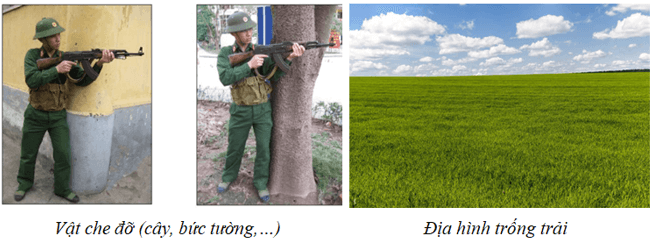 Vật che đỡ (cây, bức tường,…)
Địa hình trống trải